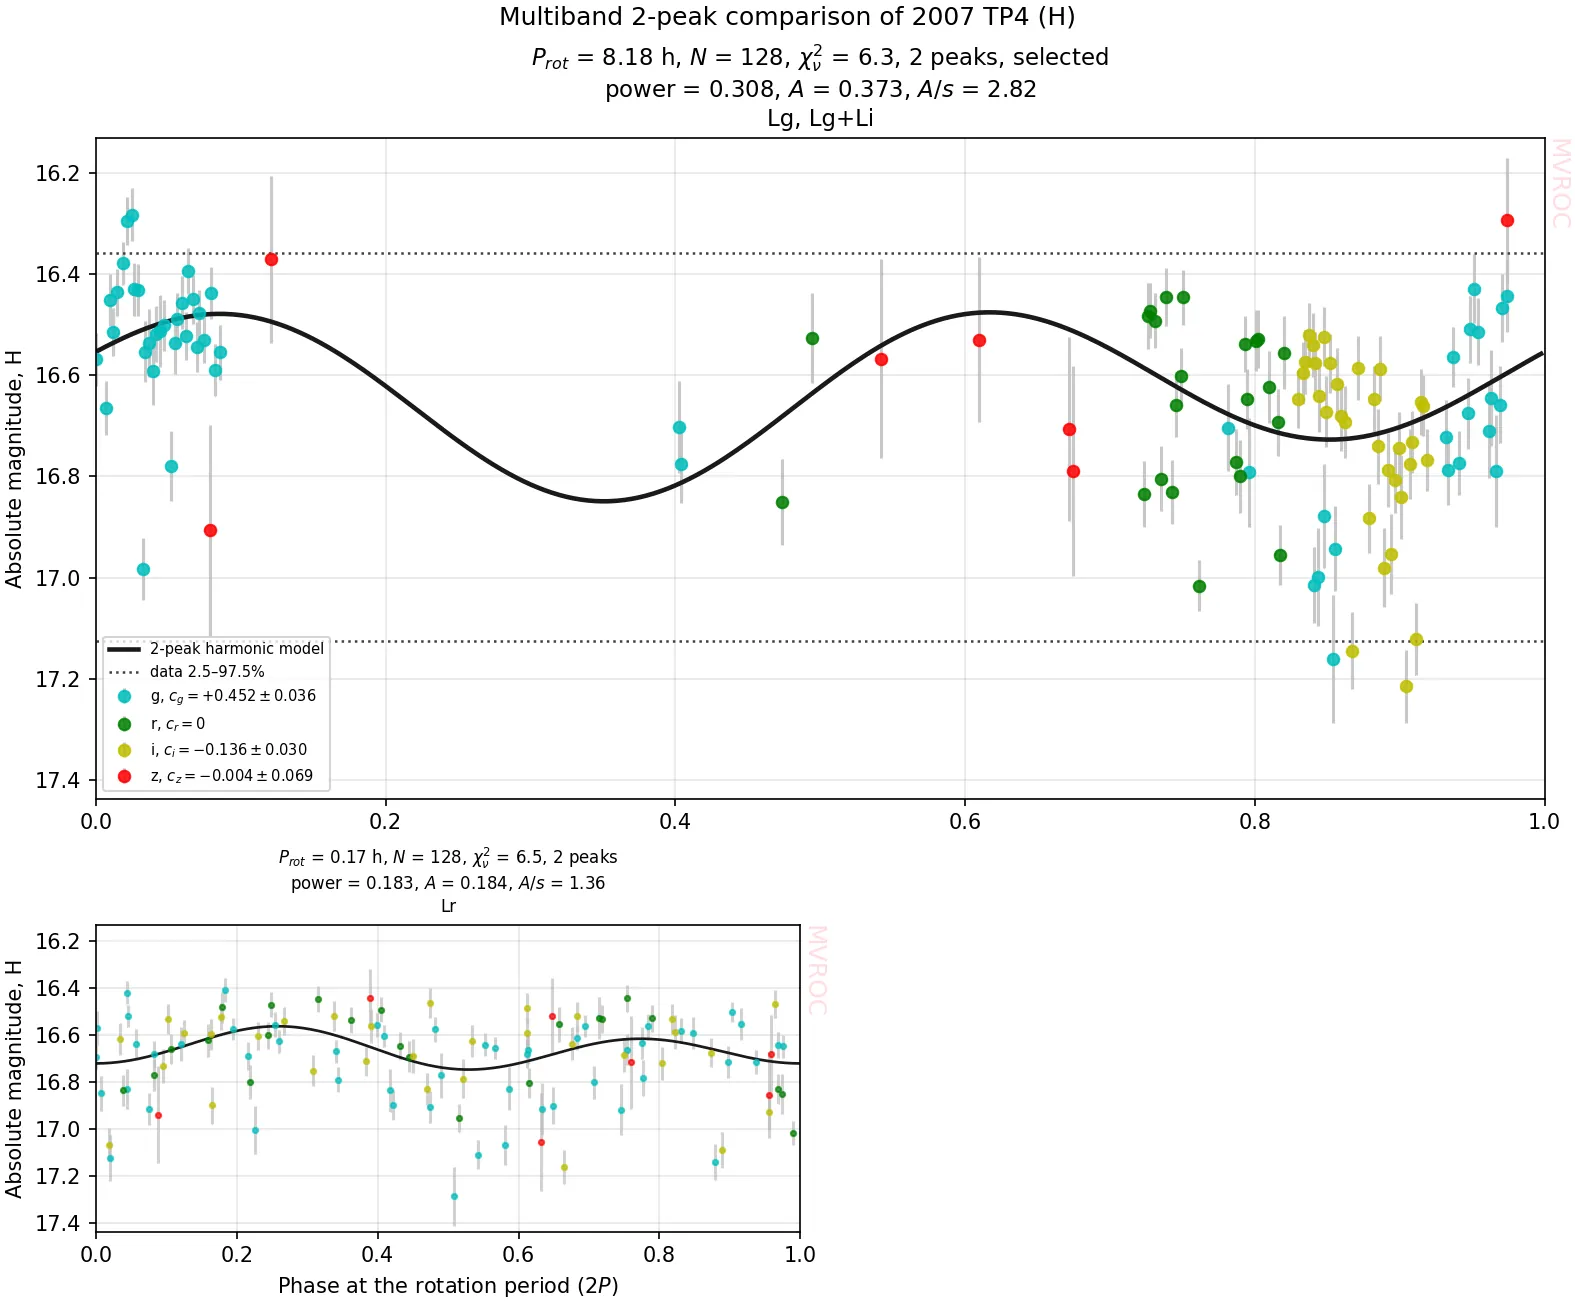 Multiband 2-peak comparison of 2007 TP4 (H)
P_rot = 8.18 h, N = 128, χ²_ν = 6.3, 2 peaks, selected
power = 0.308, A = 0.373, A/s = 2.82
Lg, Lg+Li
MVROC
Absolute magnitude, H
16.2
16.4
16.6
16.8
17.0
17.2
17.4
2-peak harmonic model
data 2.5–97.5%
g, c_g = +0.452 ± 0.036
r, c_r = 0
i, c_i = −0.136 ± 0.030
z, c_z = −0.004 ± 0.069
0.0 0.2 0.4 0.6 0.8 1.0
P_rot = 0.17 h, N = 128, χ²_ν = 6.5, 2 peaks
power = 0.183, A = 0.184, A/s = 1.36
Lr
MVROC
Absolute magnitude, H
16.2
16.4
16.6
16.8
17.0
17.2
17.4
0.0 0.2 0.4 0.6 0.8 1.0
Phase at the rotation period (2P)